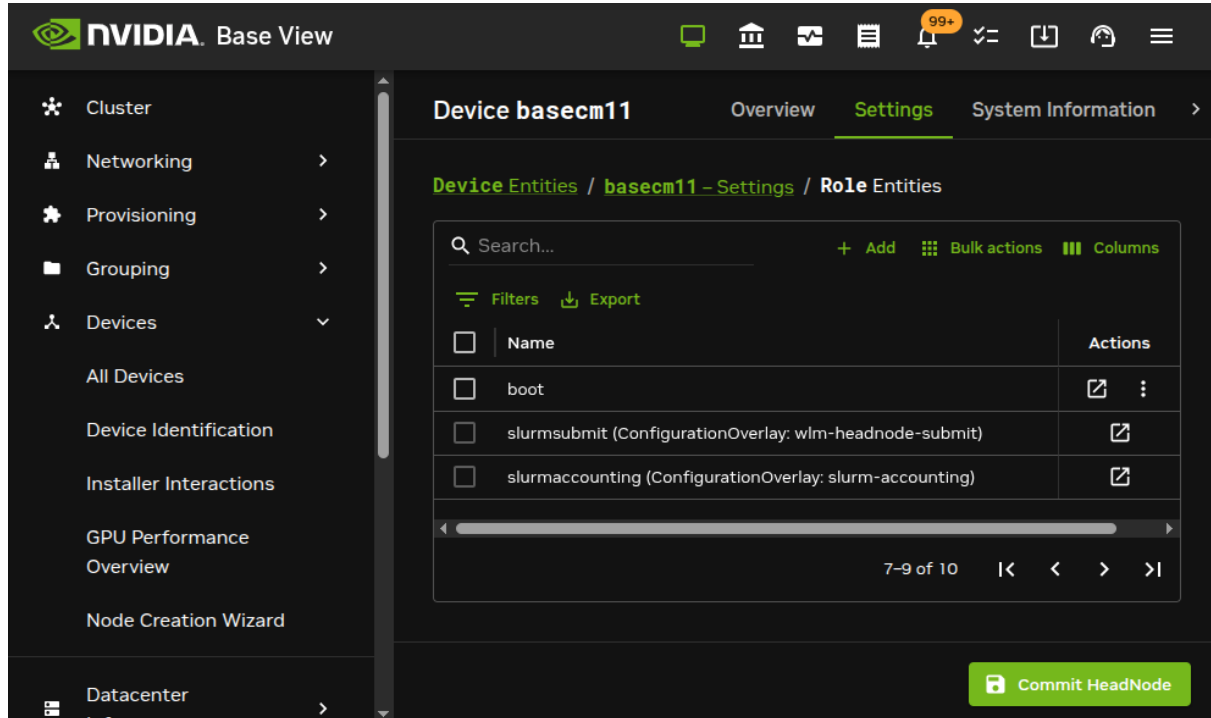 NVIDIA. Base View
99+
Cluster
Networking
Provisioning
Grouping
Devices
All Devices
Device Identification
Installer Interactions
GPU Performance
Overview
Node Creation Wizard
Datacenter
Device basecm11
Overview
Settings
System Information
Device Entities / basecm11 – Settings / Role Entities
Search...
+ Add
Bulk actions
Columns
Filters
Export
Name
Actions
boot
slurmsubmit (ConfigurationOverlay: wlm-headnode-submit)
slurmaccounting (ConfigurationOverlay: slurm-accounting)
7–9 of 10
Commit HeadNode